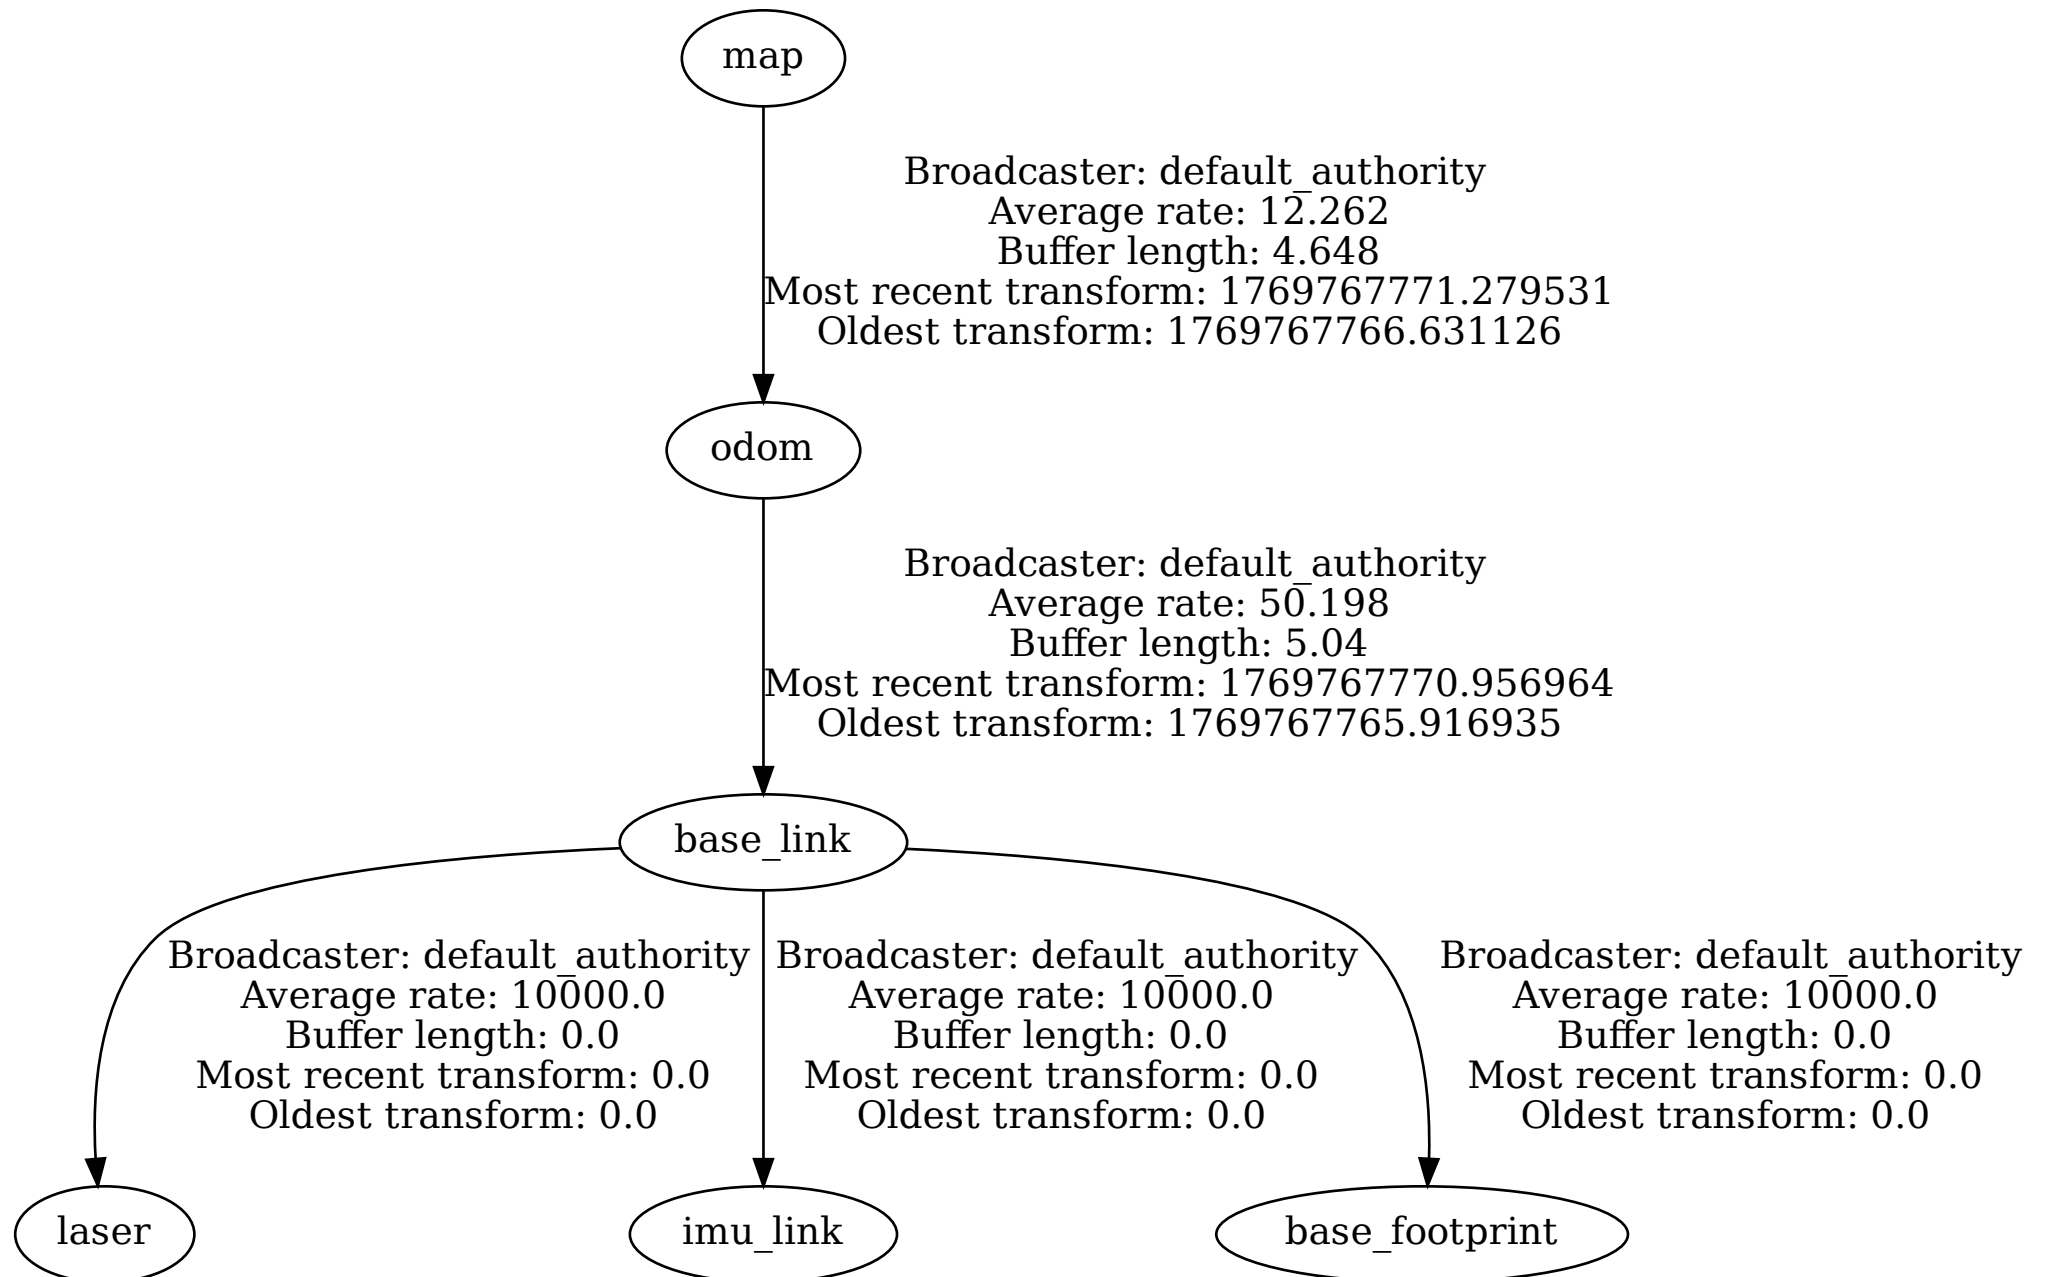 map
Broadcaster: default_authority
Average rate: 12.262
Buffer length: 4.648
Most recent transform: 1769767771.279531
Oldest transform: 1769767766.631126
odom
Broadcaster: default_authority
Average rate: 50.198
Buffer length: 5.04
Most recent transform: 1769767770.956964
Oldest transform: 1769767765.916935
base_link
Broadcaster: default_authority
Average rate: 10000.0
Buffer length: 0.0
Most recent transform: 0.0
Oldest transform: 0.0
Broadcaster: default_authority
Average rate: 10000.0
Buffer length: 0.0
Most recent transform: 0.0
Oldest transform: 0.0
Broadcaster: default_authority
Average rate: 10000.0
Buffer length: 0.0
Most recent transform: 0.0
Oldest transform: 0.0
laser
imu_link
base_footprint